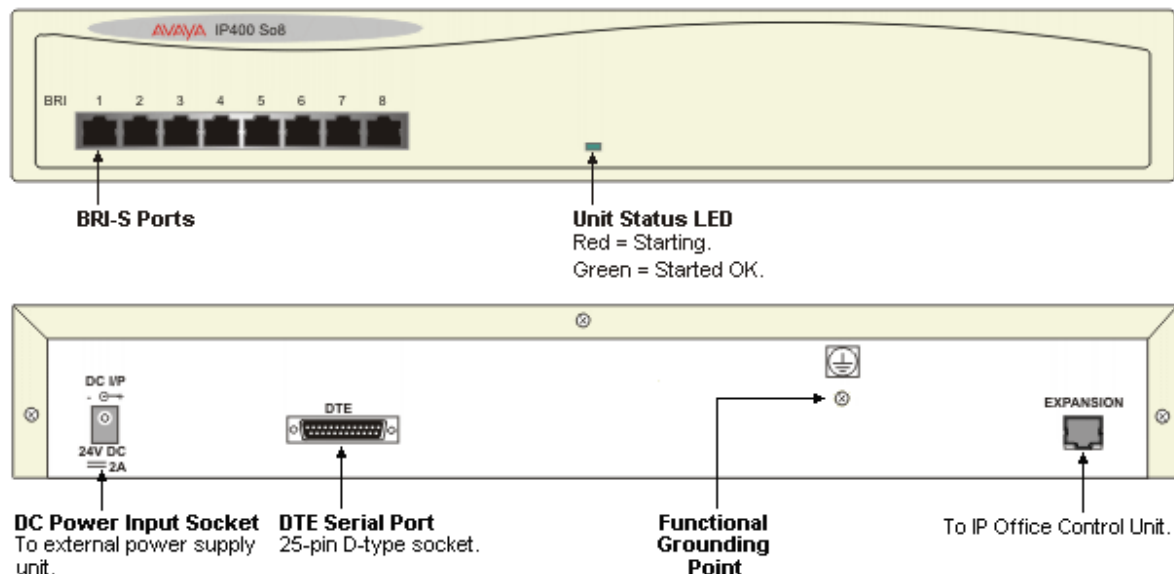 AVAYA IP400 So8
BRI 1 2 3 4 5 6 7 8
BRI-S Ports
Unit Status LED
Red = Starting.
Green = Started OK.
DC I/P
- +
24V DC
2A
DTE
EXPANSION
DC Power Input Socket
To external power supply
unit.
DTE Serial Port
25-pin D-type socket.
Functional
Grounding
Point
To IP Office Control Unit.